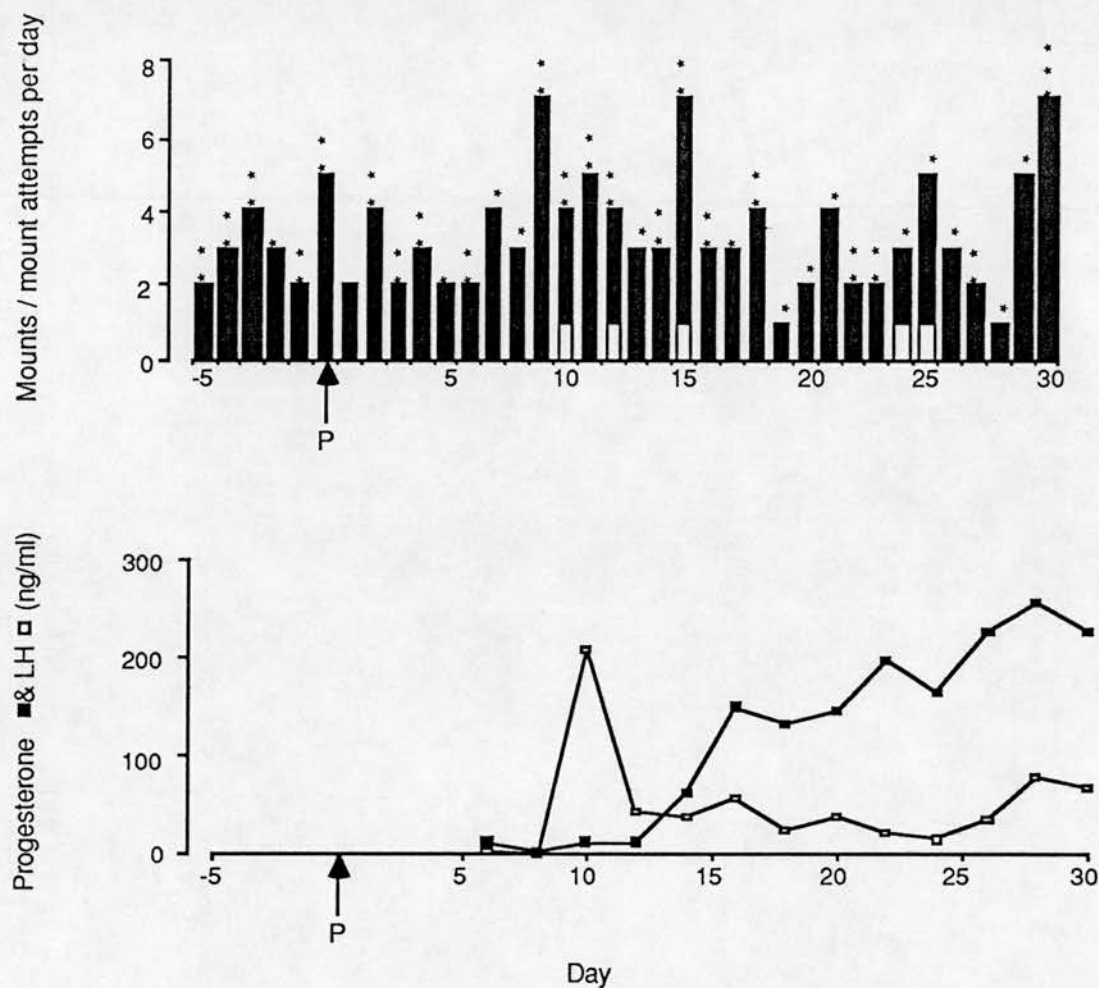 Mounts / mount attempts per day
8
6
4
2
0
-5 5 10 15 20 25 30
P
Progesterone ■& LH □ (ng/ml)
300
200
100
0
-5 5 10 15 20 25 30
P
Day